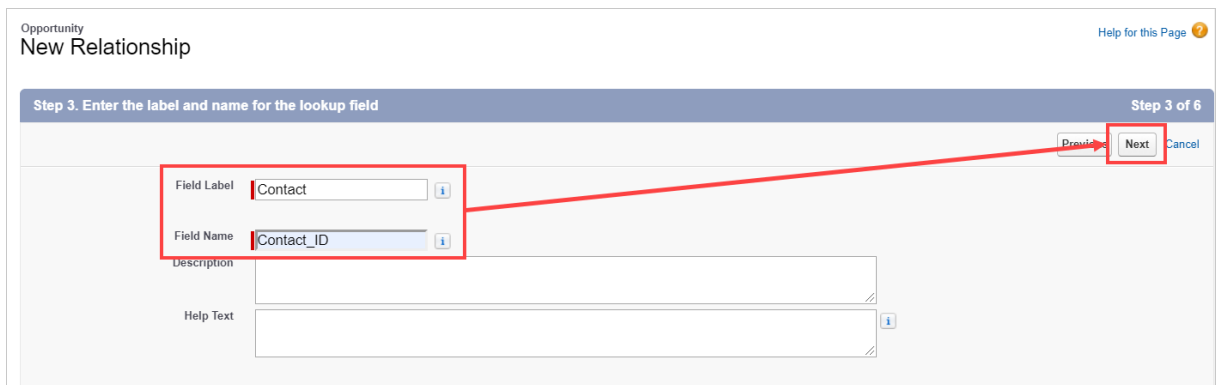 Opportunity
New Relationship
Help for this Page
Step 3. Enter the label and name for the lookup field
Step 3 of 6
Previous Next Cancel
Field Label Contact
Field Name Contact_ID
Description
Help Text